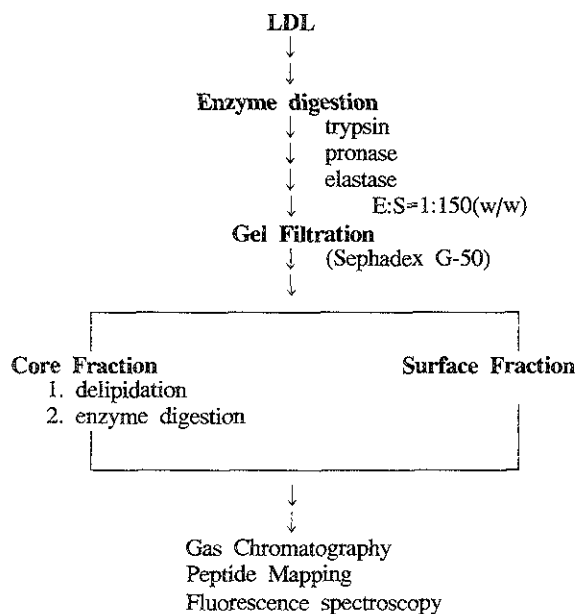 LDL
Enzyme digestion
trypsin
pronase
elastase
E:S=1:150(w/w)
Gel Filtration
(Sephadex G-50)
Core Fraction
1. delipidation
2. enzyme digestion
Surface Fraction
Gas Chromatography
Peptide Mapping
Fluorescence spectroscopy